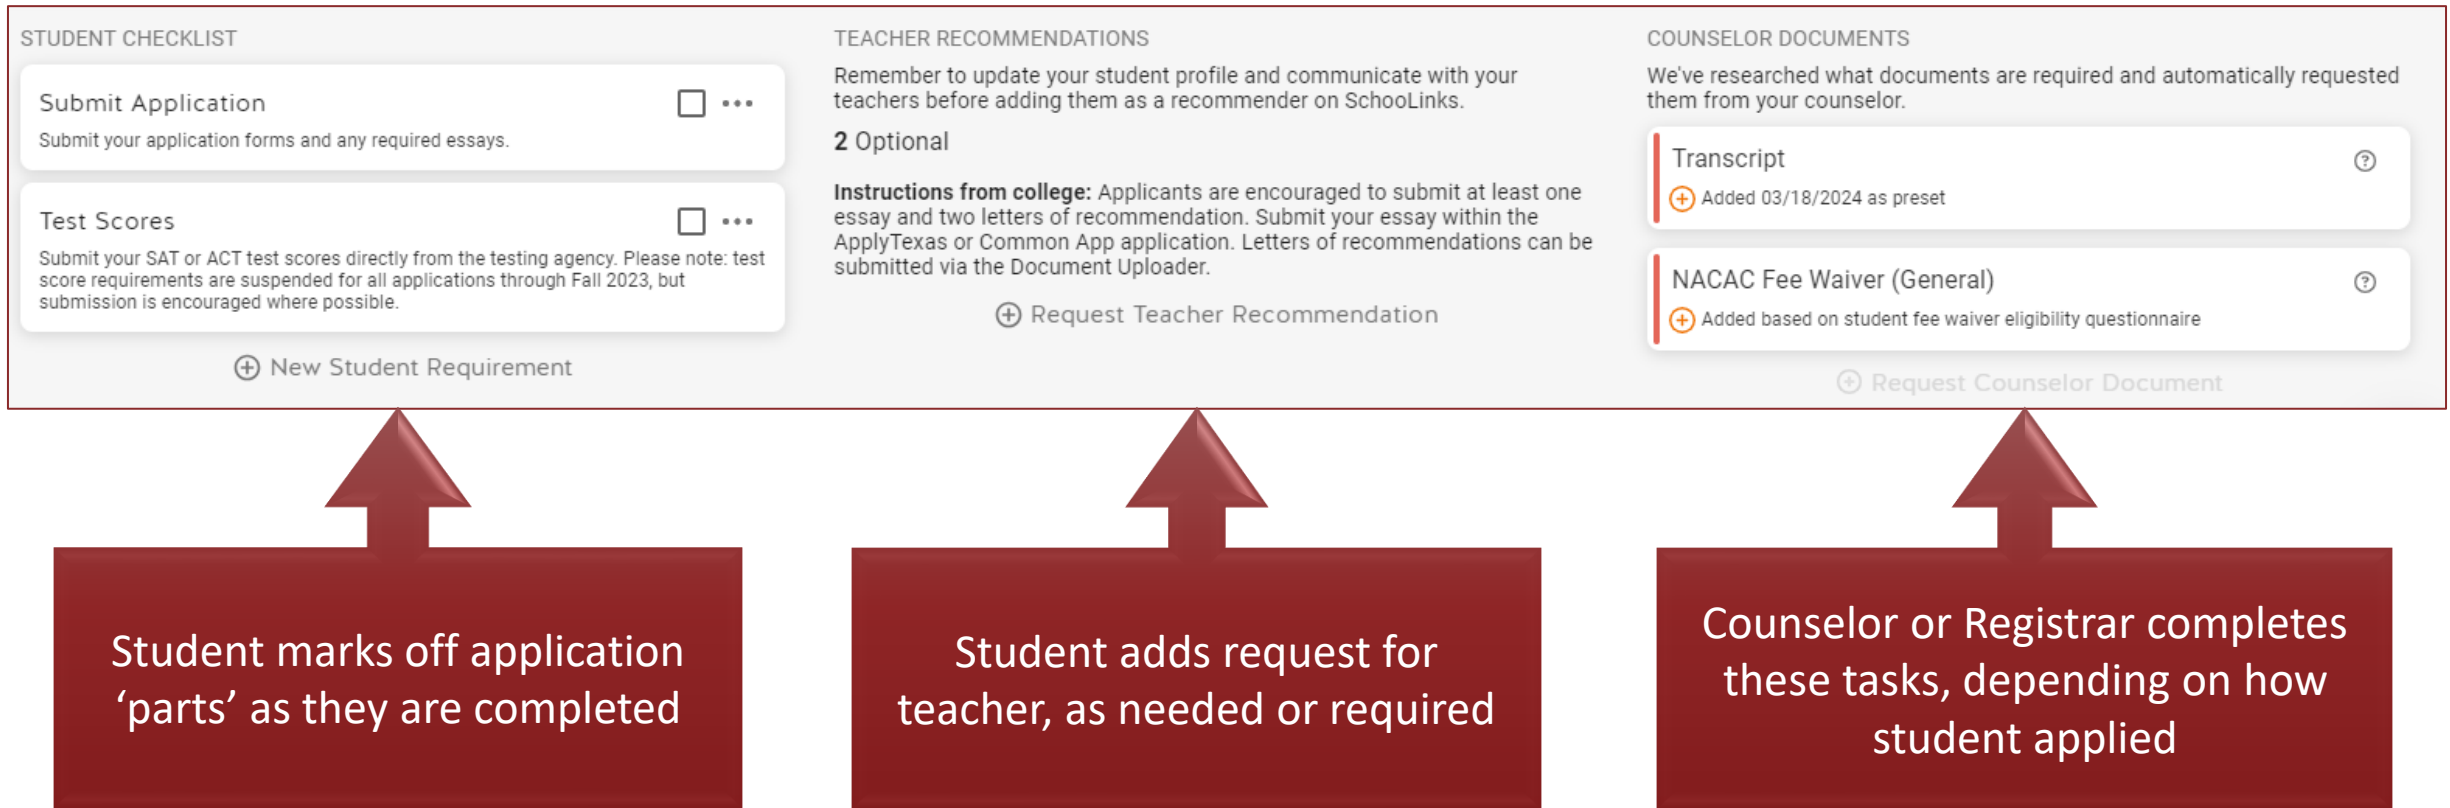 STUDENT CHECKLIST
Submit Application
Submit your application forms and any required essays.
Test Scores
Submit your SAT or ACT test scores directly from the testing agency. Please note: test
score requirements are suspended for all applications through Fall 2023, but
submission is encouraged where possible.
New Student Requirement
TEACHER RECOMMENDATIONS
Remember to update your student profile and communicate with your
teachers before adding them as a recommender on SchooLinks.
2 Optional
Instructions from college: Applicants are encouraged to submit at least one
essay and two letters of recommendation. Submit your essay within the
ApplyTexas or Common App application. Letters of recommendations can be
submitted via the Document Uploader.
Request Teacher Recommendation
COUNSELOR DOCUMENTS
We've researched what documents are required and automatically requested
them from your counselor.
Transcript
Added 03/18/2024 as preset
NACAC Fee Waiver (General)
Added based on student fee waiver eligibility questionnaire
Request Counselor Document
Student marks off application
‘parts’ as they are completed
Student adds request for
teacher, as needed or required
Counselor or Registrar completes
these tasks, depending on how
student applied